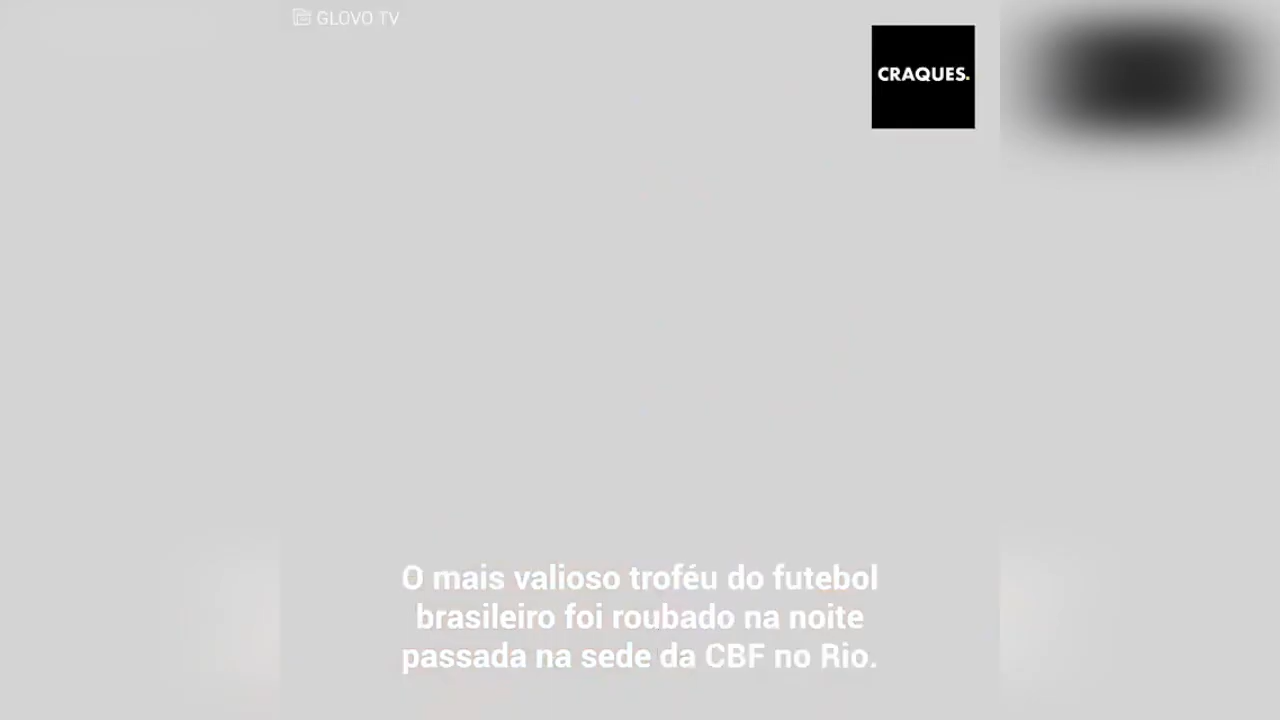 GLOVO TV
CRAQUES.
O mais valioso troféu do futebol
brasileiro foi roubado na noite
passada na sede da CBF no Rio.